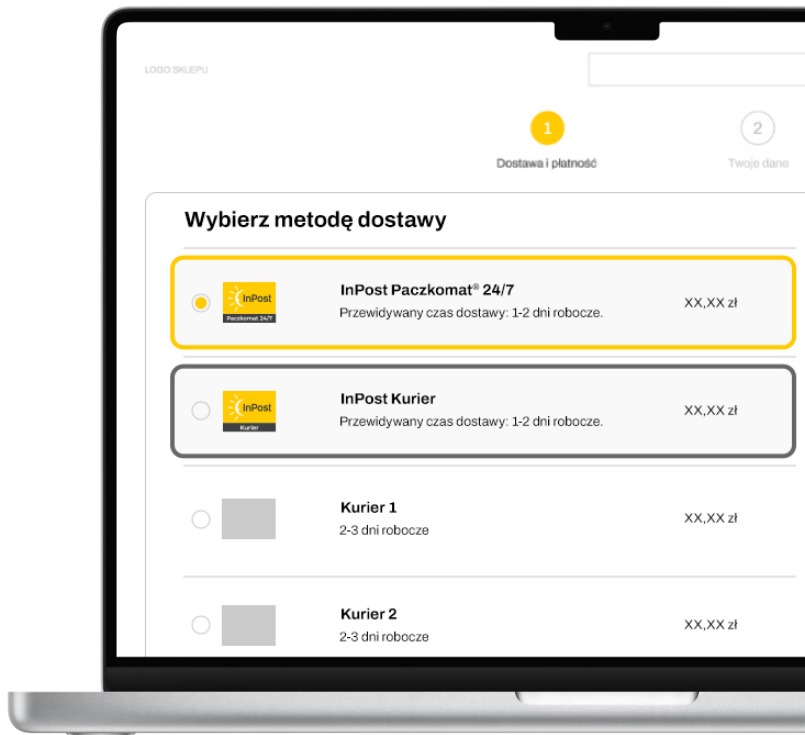 LOGO SKLEPU
1
2
Dostawa i płatność
Twoje dane
Wybierz metodę dostawy
InPost
Paczkomat 24/7
InPost Paczkomat® 24/7
Przewidywany czas dostawy: 1-2 dni robocze.
XX,XX zł
InPost
Kurier
InPost Kurier
Przewidywany czas dostawy: 1-2 dni robocze.
XX,XX zł
Kurier 1
2-3 dni robocze
XX,XX zł
Kurier 2
2-3 dni robocze
XX,XX zł